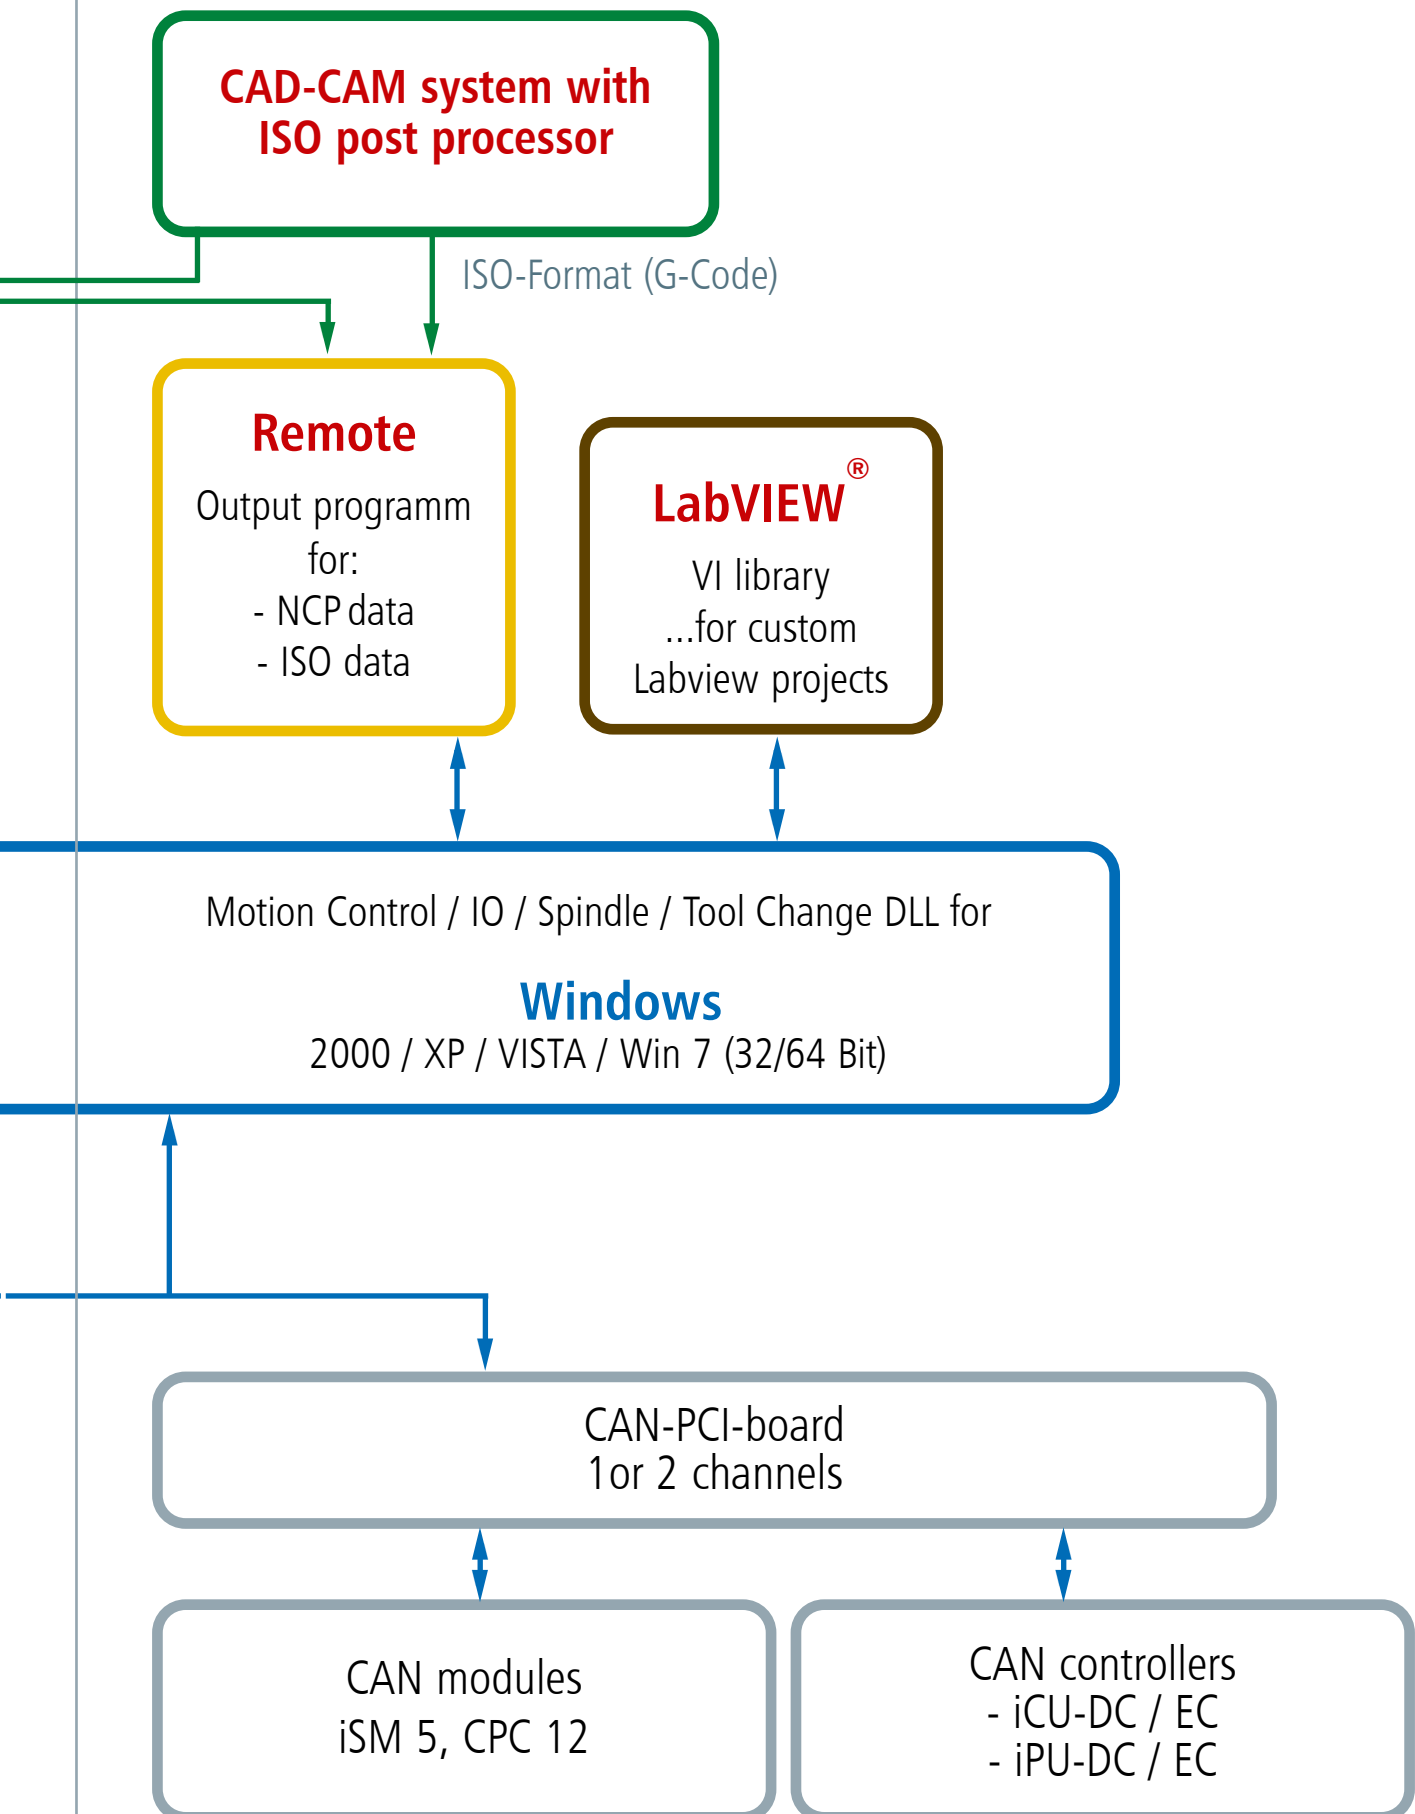 CAD-CAM system with
ISO post processor
ISO-Format (G-Code)
Remote
Output programm
for:
- NCP data
- ISO data
LabVIEW®
VI library
...for custom
Labview projects
Motion Control / IO / Spindle / Tool Change DLL for
Windows
2000 / XP / VISTA / Win 7 (32/64 Bit)
CAN-PCI-board
1or 2 channels
CAN modules
iSM 5, CPC 12
CAN controllers
- iCU-DC / EC
- iPU-DC / EC